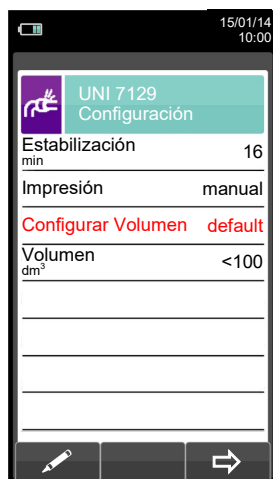 15/01/14
10:00
UNI 7129
Configuración
Estabilización 16
min
Impresión manual
Configurar Volumen default
Volumen <100
dm³